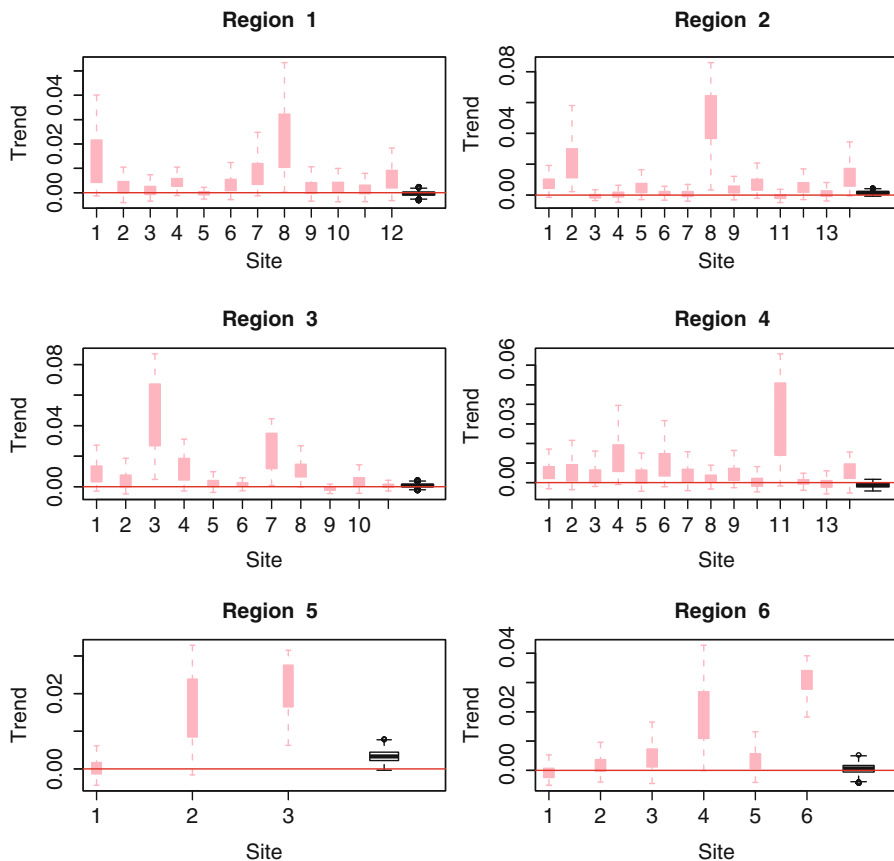 Region 1
Trend
0.00 0.02 0.04
1 2 3 4 5 6 7 8 9 10 12
Site
Region 2
Trend
0.00 0.04 0.08
1 2 3 4 5 6 7 8 9 11 13
Site
Region 3
Trend
0.00 0.04 0.08
1 2 3 4 5 6 7 8 9 10
Site
Region 4
Trend
0.00 0.03 0.06
1 2 3 4 5 6 7 8 9 11 13
Site
Region 5
Trend
0.00 0.02
1 2 3
Site
Region 6
Trend
0.00 0.02 0.04
1 2 3 4 5 6
Site